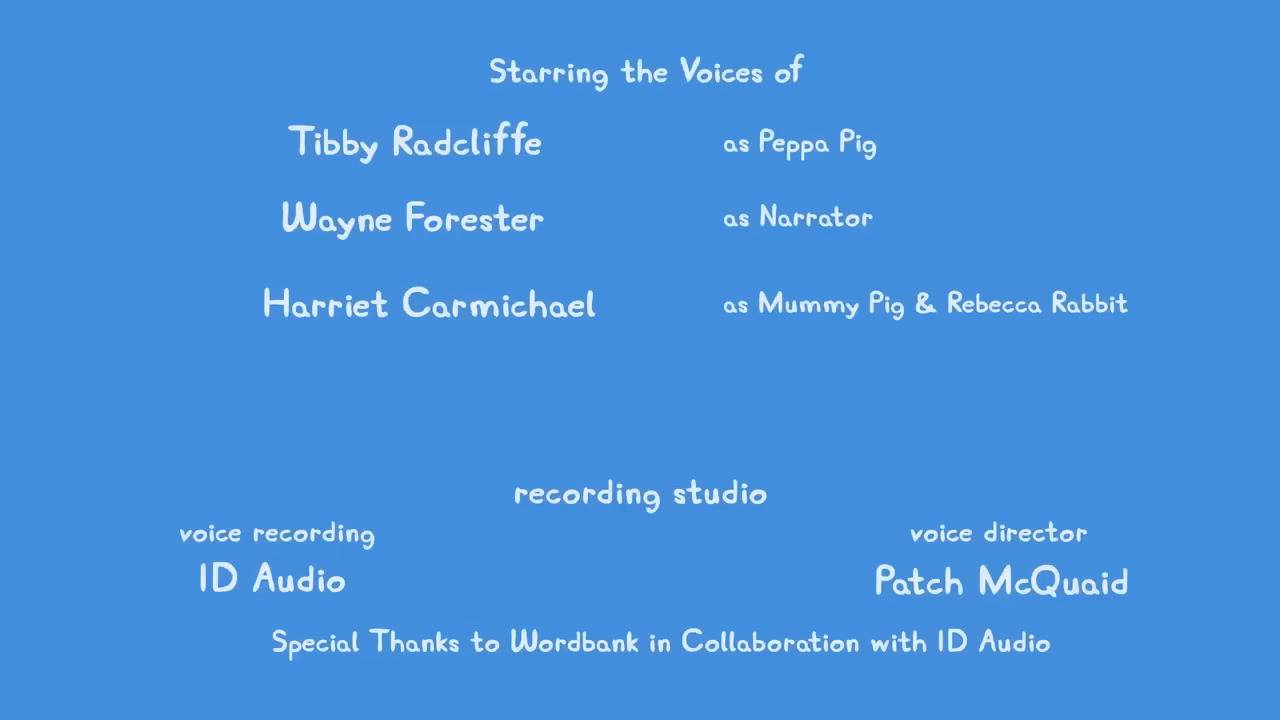 Starring the Voices of
Tibby Radcliffe as Peppa Pig
Wayne Forester as Narrator
Harriet Carmichael as Mummy Pig & Rebecca Rabbit
recording studio
voice recording voice director
ID Audio Patch McQuaid
Special Thanks to Wordbank in Collaboration with ID Audio